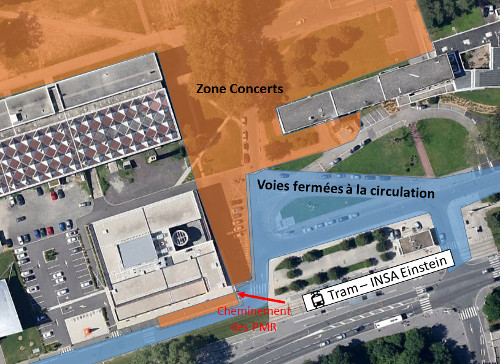 Zone Concerts
Voies fermées à la circulation
Tram – INSA Einstein
Cheminement
des PMR